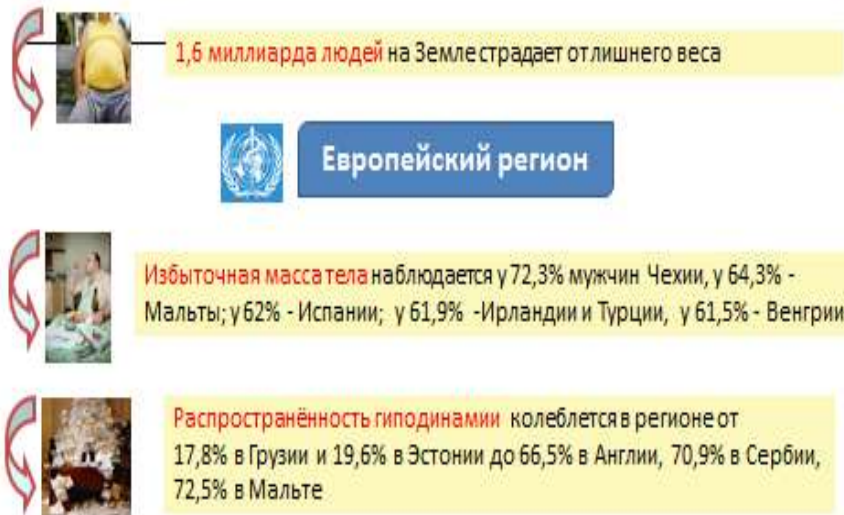 1,6 миллиарда людей на Земле страдает от лишнего веса
Европейский регион
Избыточная масса тела наблюдается у 72,3% мужчин Чехии, у 64,3% -
Мальты; у 62% - Испании; у 61,9% -Ирландии и Турции, у 61,5% - Венгрии
Распространённость гиподинамии колеблется в регионе от
17,8% в Грузии и 19,6% в Эстонии до 66,5% в Англии, 70,9% в Сербии,
72,5% в Мальте